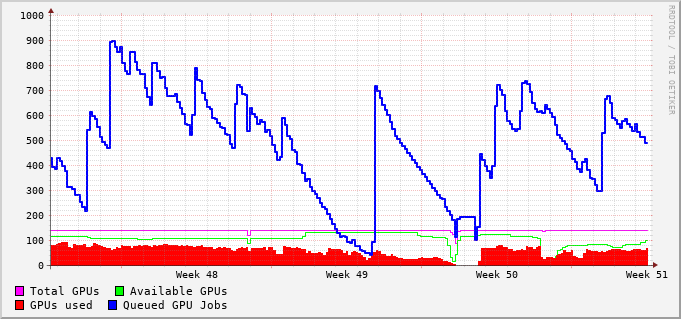 1000
900
800
700
600
500
400
300
200
100
0
Week 48 Week 49 Week 50 Week 51
Total GPUs Available GPUs
GPUs used Queued GPU Jobs
RRDTOOL / TOBI OETIKER